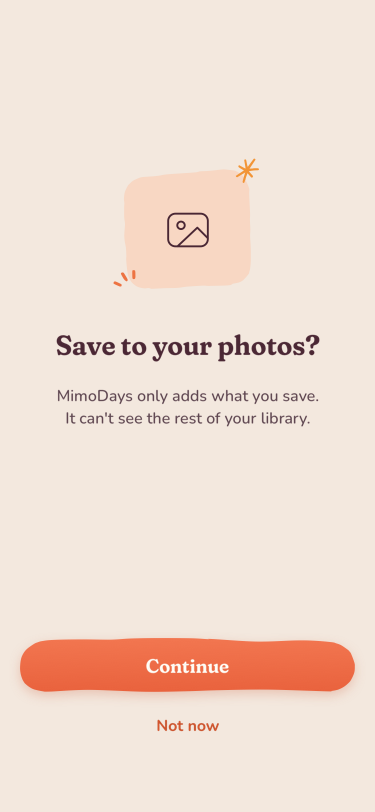 Save to your photos?
MimoDays only adds what you save.
It can't see the rest of your library.
Continue
Not now